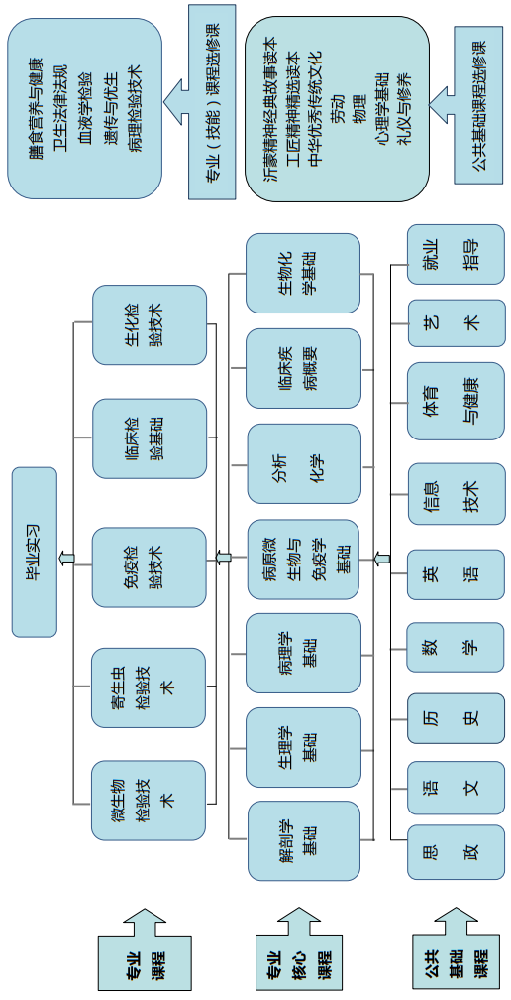 毕业实习
专业
课程
微生物
检验技
术
寄生虫
检验技
术
免疫检
验技术
临床检
验基础
生化检
验技术
膳食营养与健康
卫生法律法规
血液学检验
遗传与优生
病理检验技术
专业（技能）课程选修课
专业
核心
课程
解剖学
基础
生理学
基础
病理学
基础
病原微
生物与
免疫学
基础
分析
化学
临床疾
病概要
生物化
学基础
沂蒙精神经典故事读本
工匠精神精选读本
中华优秀传统文化
劳动
物理
心理学基础
礼仪与修养
公共
基础
课程
思
政
语
文
历
史
数
学
英
语
信息
技术
体育
与健康
艺
术
就业
指导
公共基础课程选修课